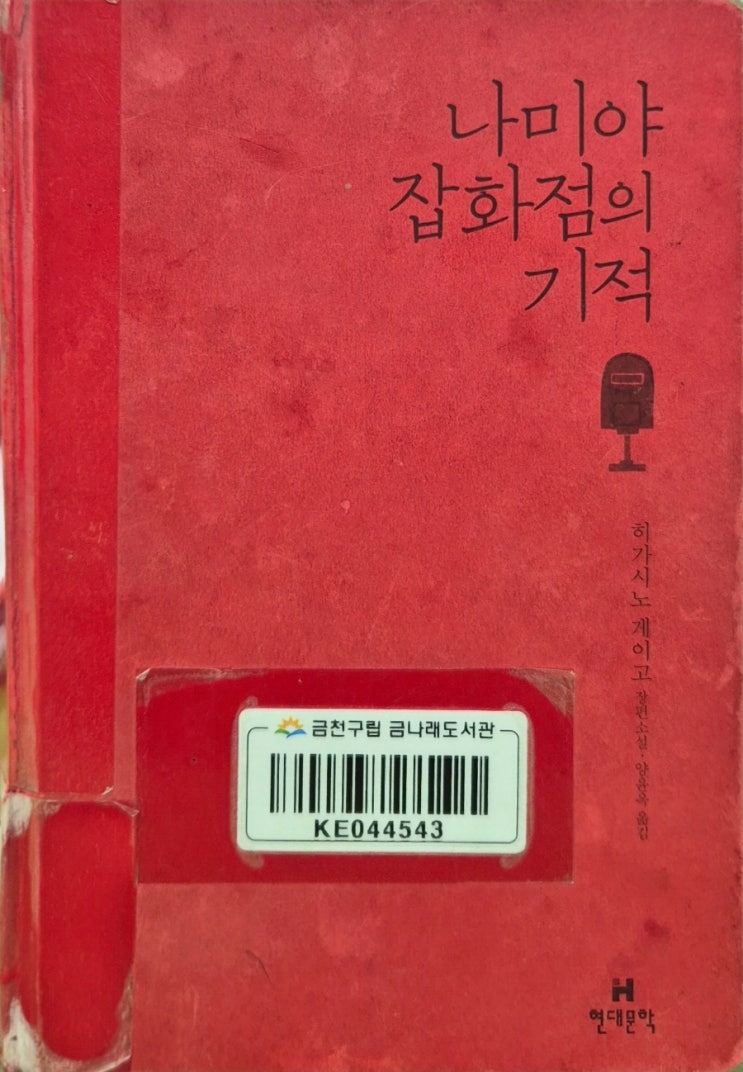 나미야
잡화점의
기적
히가시노 게이고 장편소설 · 양윤옥 옮김
금천구립 금나래도서관
KE044543
H
현대문학